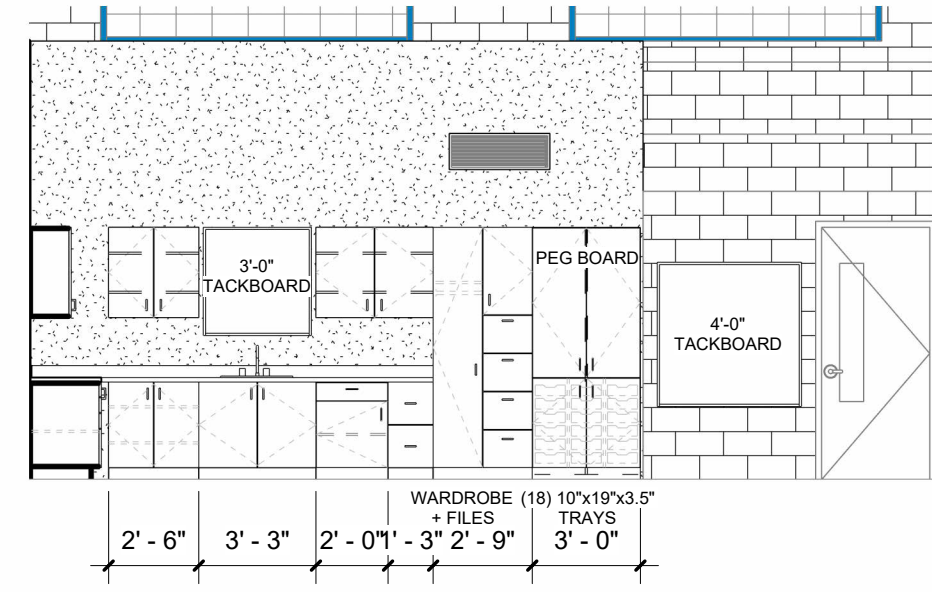 PEG BOARD
3'-0"
TACKBOARD
4'-0"
TACKBOARD
WARDROBE
+ FILES
(18) 10"x19"x3.5"
TRAYS
2' - 6"
3' - 3"
2' - 0"
1' - 3"
2' - 9"
3' - 0"